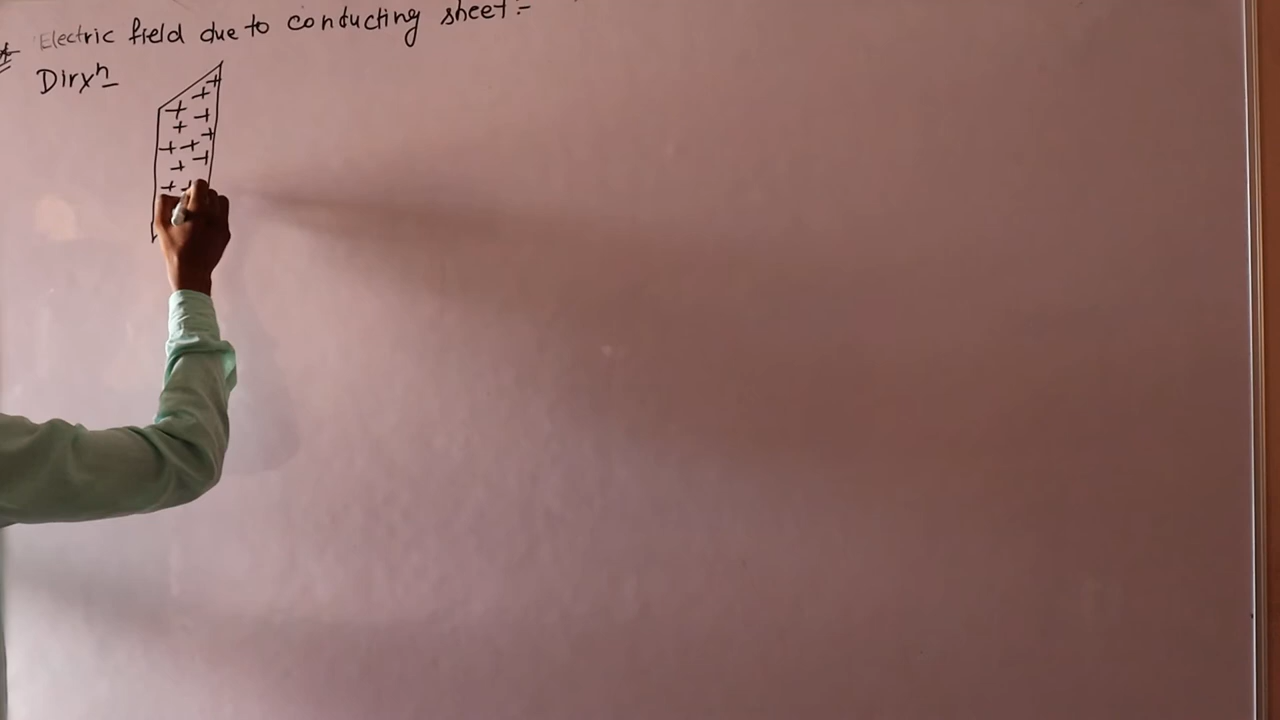 * Electric field due to conducting sheet:-
Dirxⁿ
+ + + + + + + + + + + + +